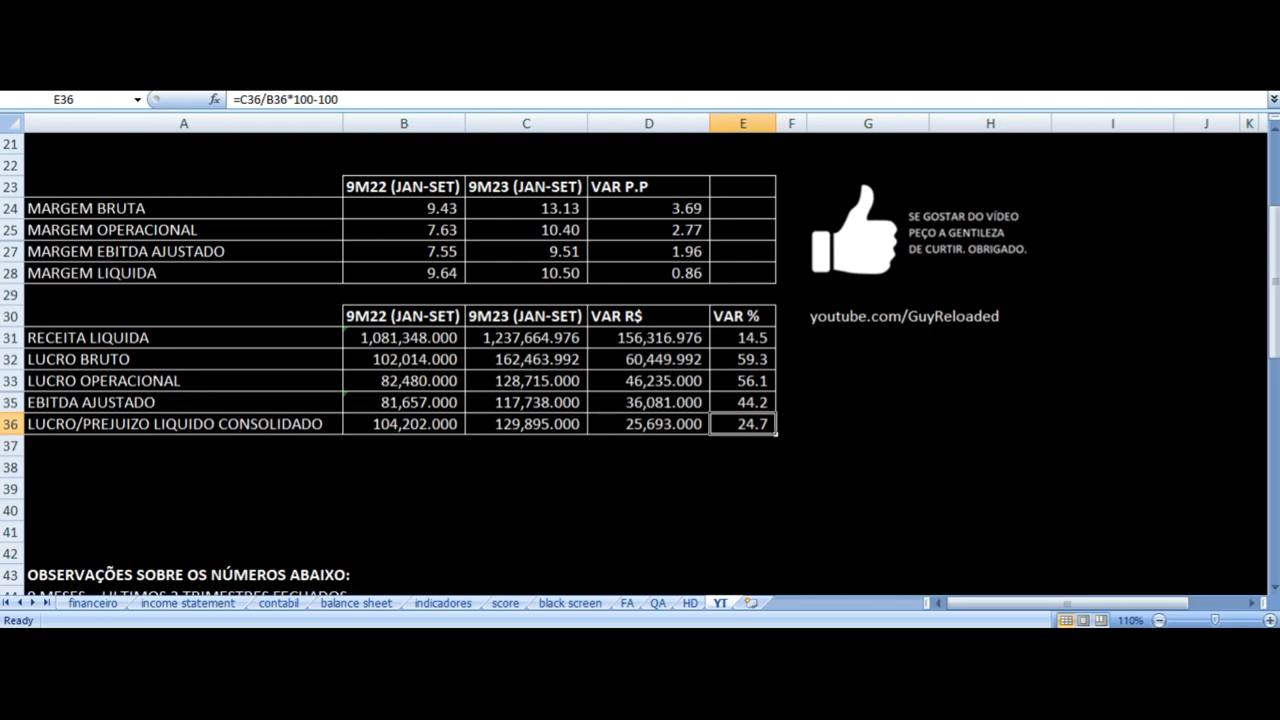 E36 fx =C36/B36*100-100
A B C D E F G H I J K
21
22
23 9M22 (JAN-SET) 9M23 (JAN-SET) VAR P.P
24 MARGEM BRUTA 9.43 13.13 3.69
25 MARGEM OPERACIONAL 7.63 10.40 2.77
27 MARGEM EBITDA AJUSTADO 7.55 9.51 1.96
28 MARGEM LIQUIDA 9.64 10.50 0.86
SE GOSTAR DO VÍDEO
PEÇO A GENTILEZA
DE CURTIR. OBRIGADO.
29
30 9M22 (JAN-SET) 9M23 (JAN-SET) VAR R$ VAR % youtube.com/GuyReloaded
31 RECEITA LIQUIDA 1,081,348.000 1,237,664.976 156,316.976 14.5
32 LUCRO BRUTO 102,014.000 162,463.992 60,449.992 59.3
33 LUCRO OPERACIONAL 82,480.000 128,715.000 46,235.000 56.1
35 EBITDA AJUSTADO 81,657.000 117,738.000 36,081.000 44.2
36 LUCRO/PREJUIZO LIQUIDO CONSOLIDADO 104,202.000 129,895.000 25,693.000 24.7
37
38
39
40
41
42
43 OBSERVAÇÕES SOBRE OS NÚMEROS ABAIXO:
44 9 MESES - ULTIMOS 3 TRIMESTRES FECHADOS
financeiro income statement contabil balance sheet indicadores score black screen FA QA HD YT
Ready 110%